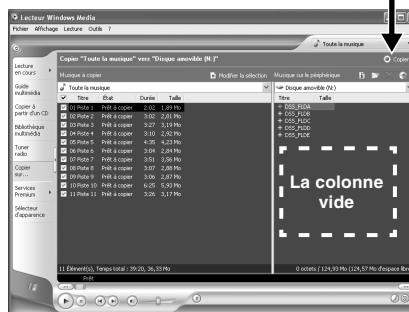 Lecteur Windows Media
Fichier Affichage Lecture Outils ?
Toute la musique
Copier "Toute la musique" vers "Disque amovible (N:)"
Copier
Lecture en cours
Guide multimédia
Copier à partir d'un CD
Bibliothèque multimédia
Tuner radio
Copier sur...
Services Premium
Sélecteur d'apparence
Musique à copier
Modifier la sélection
Musique sur le périphérique
Toute la musique
Disque amovible (N:)
Titre État Durée Taille
Titre Taille
01 Piste 1 Prêt à copier 2:02 1,89 Mo
02 Piste 2 Prêt à copier 3:02 2,81 Mo
03 Piste 3 Prêt à copier 3:27 3,19 Mo
04 Piste 4 Prêt à copier 3:10 2,92 Mo
05 Piste 5 Prêt à copier 4:35 4,23 Mo
06 Piste 6 Prêt à copier 3:04 2,84 Mo
07 Piste 7 Prêt à copier 3:51 3,56 Mo
08 Piste 8 Prêt à copier 3:07 2,88 Mo
09 Piste 9 Prêt à copier 3:06 2,87 Mo
10 Piste 10 Prêt à copier 6:25 5,93 Mo
11 Piste 11 Prêt à copier 3:26 3,17 Mo
DSS_FLDA
DSS_FLDB
DSS_FLDC
DSS_FLDD
DSS_FLDE
La colonne
vide
11 Élément(s), Temps total : 39:20, 36,33 Mo
0 octets / 124,93 Mo (124,57 Mo d'espace libre
Prêt